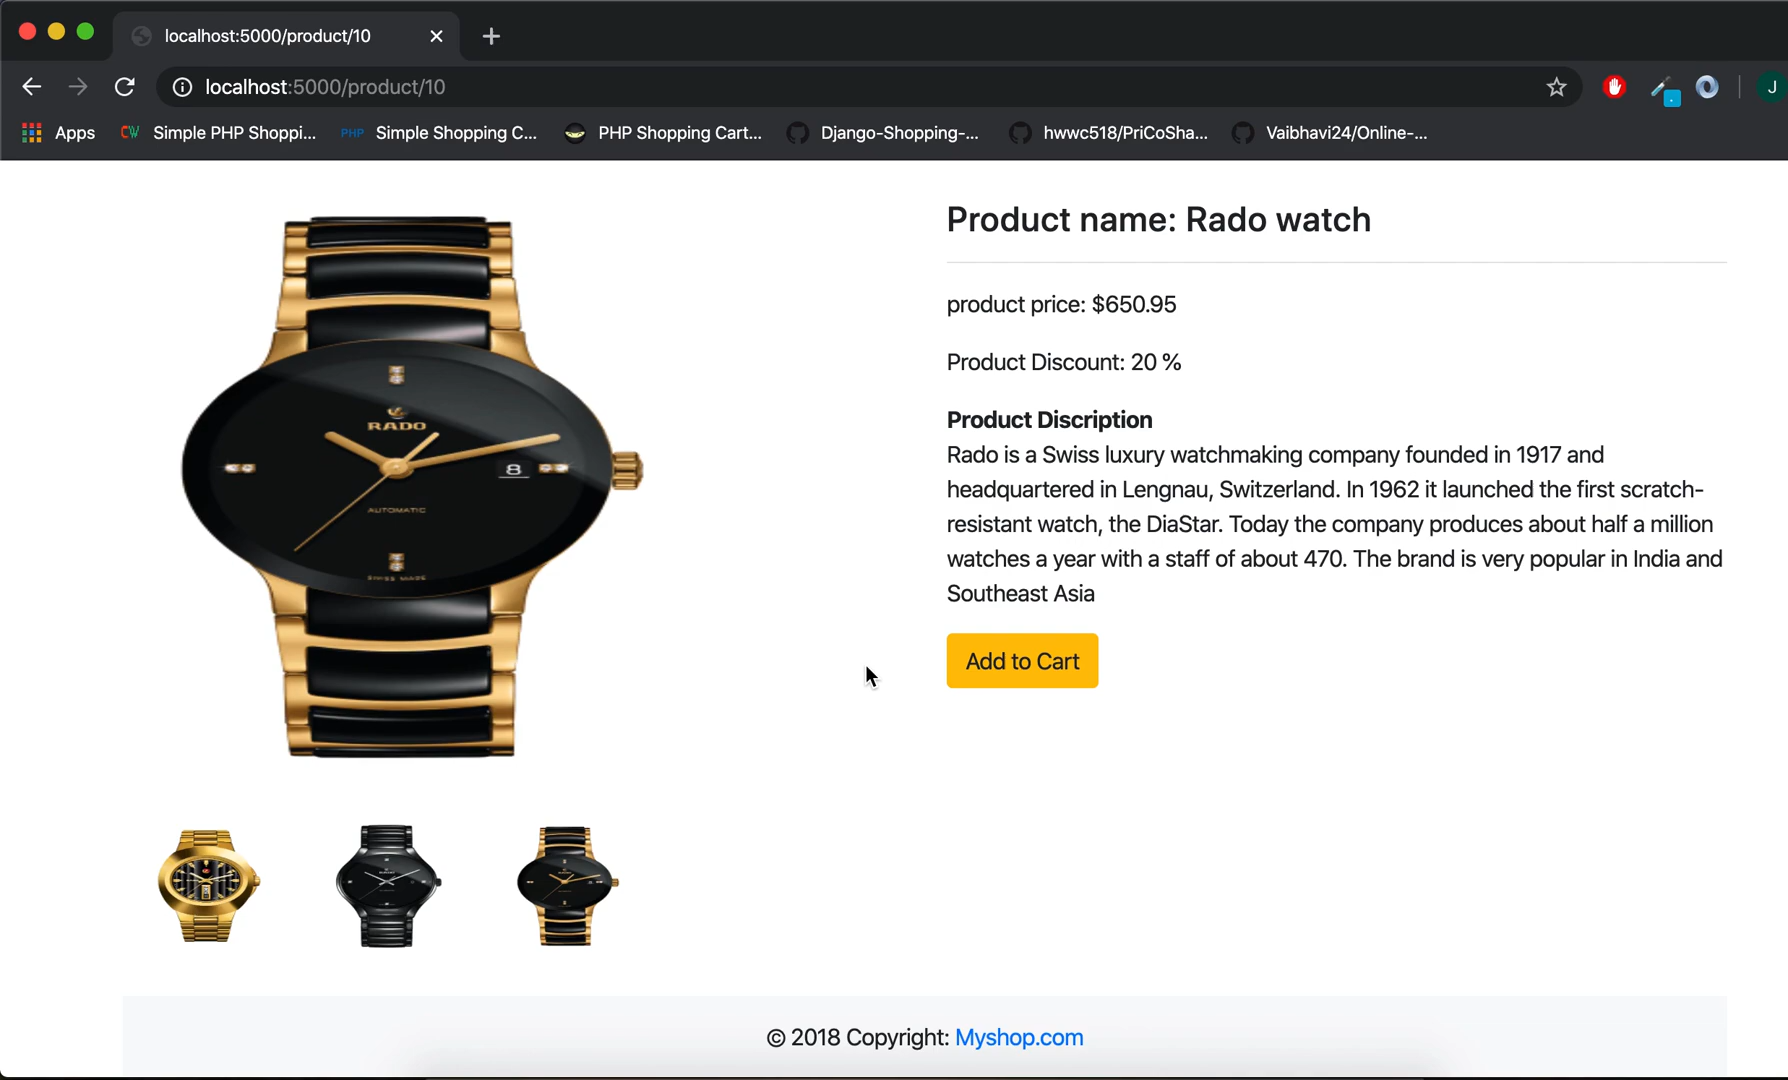 localhost:5000/product/10
localhost:5000/product/10
J
Apps
CW Simple PHP Shoppi...
PHP Simple Shopping C...
PHP Shopping Cart...
Django-Shopping-...
hwwc518/PriCoSha...
Vaibhavi24/Online-...
RADO
8
AUTOMATIC
SWISS MADE
Product name: Rado watch
product price: $650.95
Product Discount: 20 %
Product Discription
Rado is a Swiss luxury watchmaking company founded in 1917 and
headquartered in Lengnau, Switzerland. In 1962 it launched the first scratch-
resistant watch, the DiaStar. Today the company produces about half a million
watches a year with a staff of about 470. The brand is very popular in India and
Southeast Asia
Add to Cart
© 2018 Copyright: Myshop.com